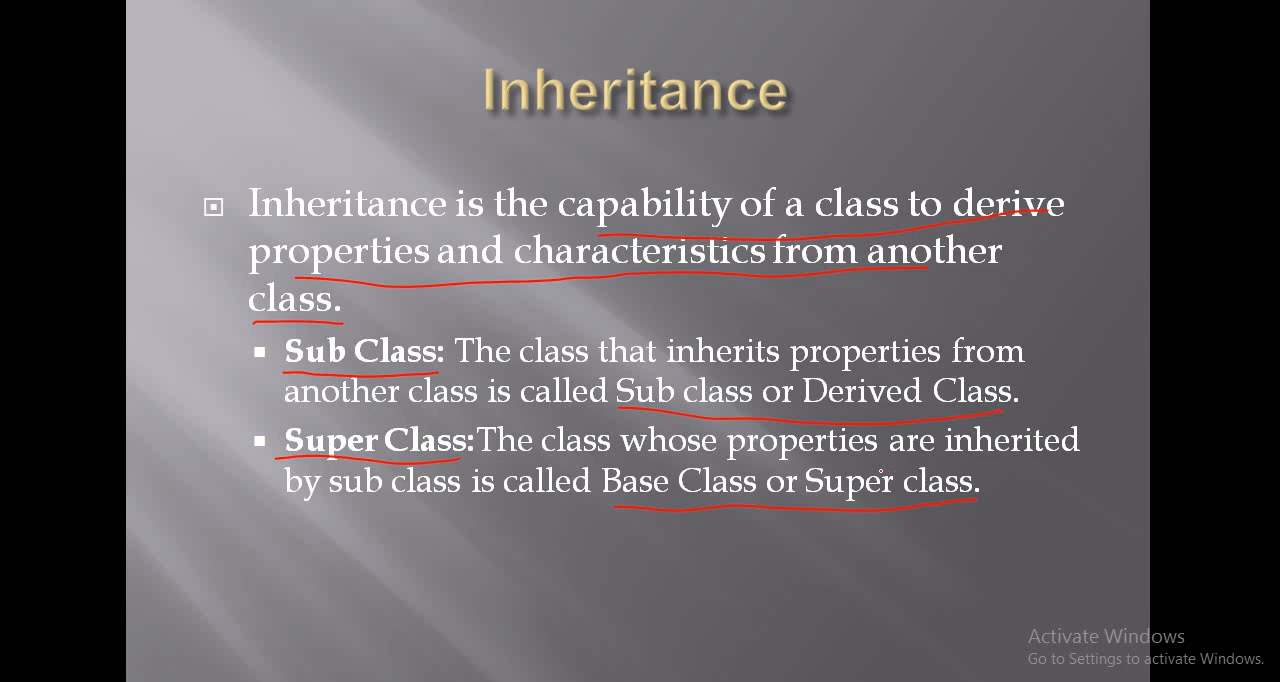 Inheritance
Inheritance is the capability of a class to derive
properties and characteristics from another
class.
Sub Class: The class that inherits properties from
another class is called Sub class or Derived Class.
Super Class:The class whose properties are inherited
by sub class is called Base Class or Super class.
Activate Windows
Go to Settings to activate Windows.